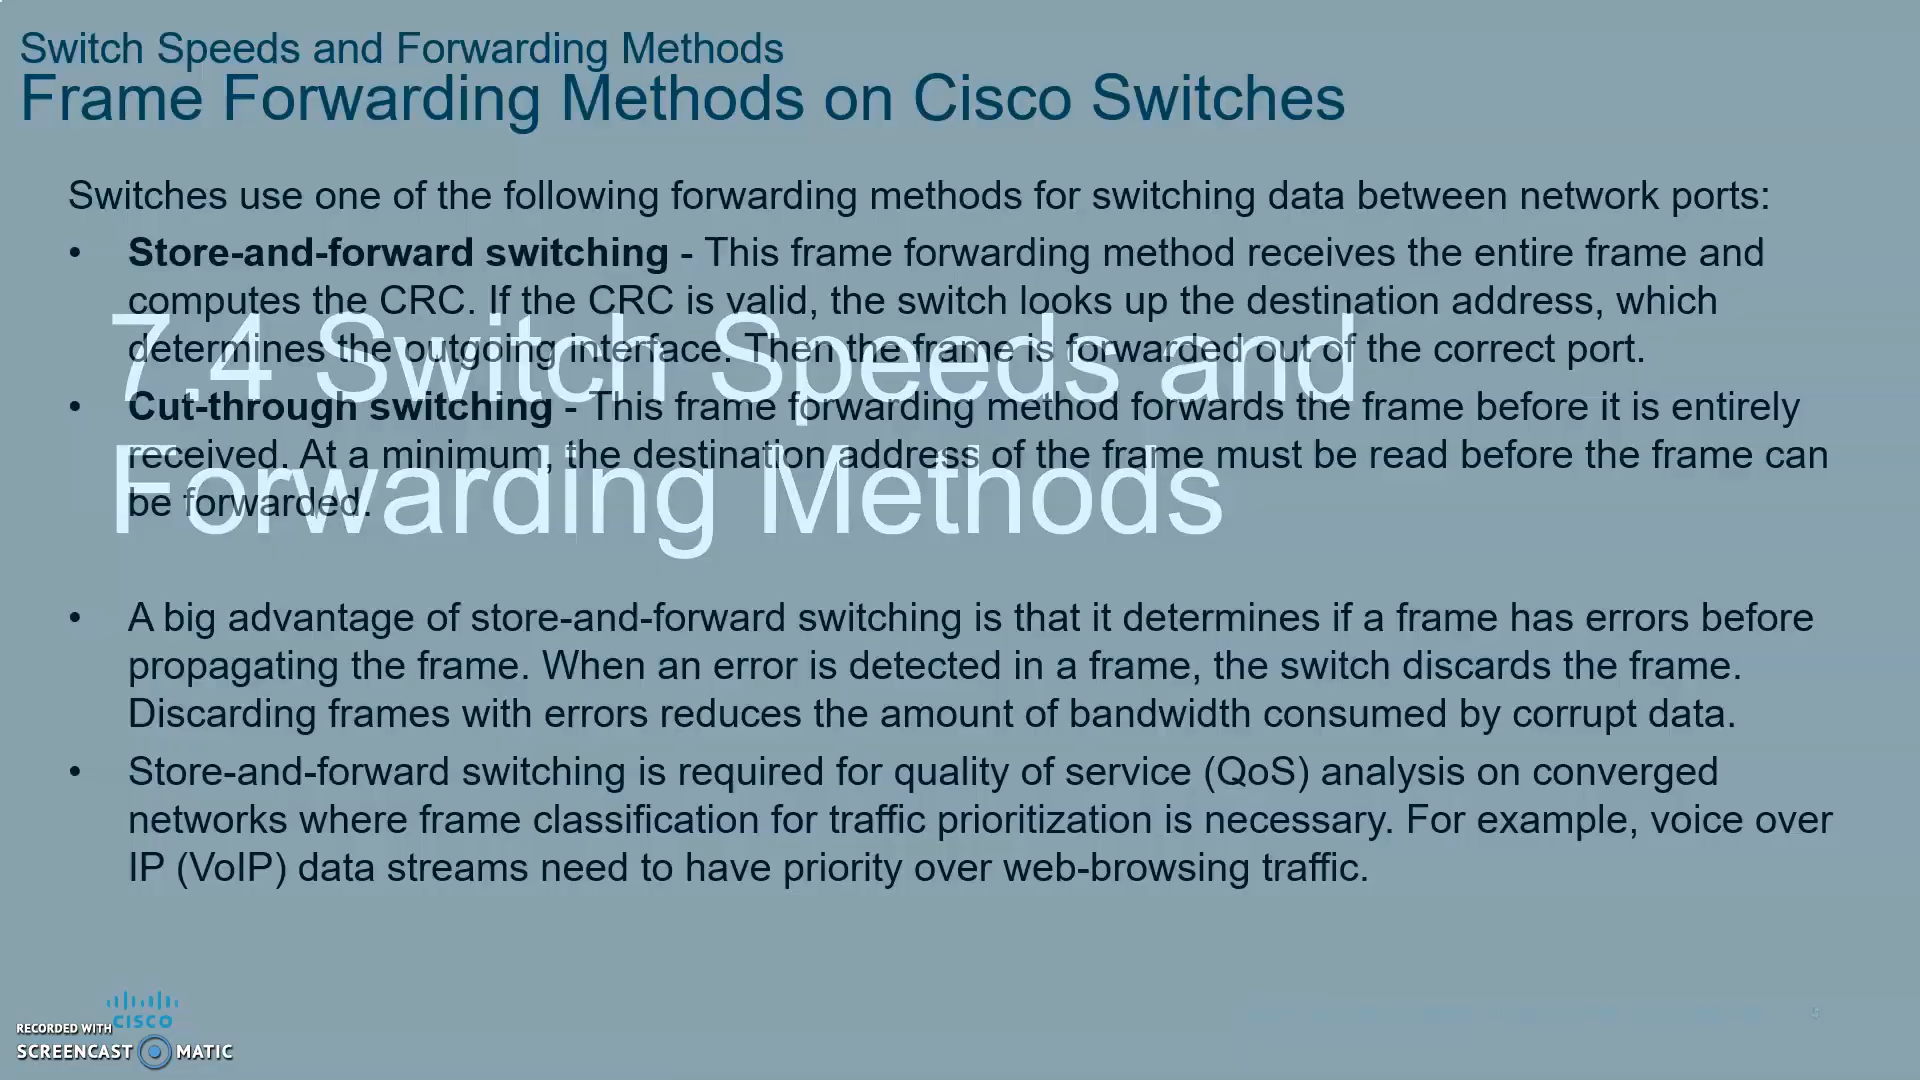 Switch Speeds and Forwarding Methods
Frame Forwarding Methods on Cisco Switches
Switches use one of the following forwarding methods for switching data between network ports:
• Store-and-forward switching - This frame forwarding method receives the entire frame and
computes the CRC. If the CRC is valid, the switch looks up the destination address, which
determines the outgoing interface. Then the frame is forwarded out of the correct port.
• Cut-through switching - This frame forwarding method forwards the frame before it is entirely
received. At a minimum, the destination address of the frame must be read before the frame can
be forwarded.
7.4 Switch Speeds and
Forwarding Methods
• A big advantage of store-and-forward switching is that it determines if a frame has errors before
propagating the frame. When an error is detected in a frame, the switch discards the frame.
Discarding frames with errors reduces the amount of bandwidth consumed by corrupt data.
• Store-and-forward switching is required for quality of service (QoS) analysis on converged
networks where frame classification for traffic prioritization is necessary. For example, voice over
IP (VoIP) data streams need to have priority over web-browsing traffic.
CISCO
RECORDED WITH
SCREENCAST MATIC